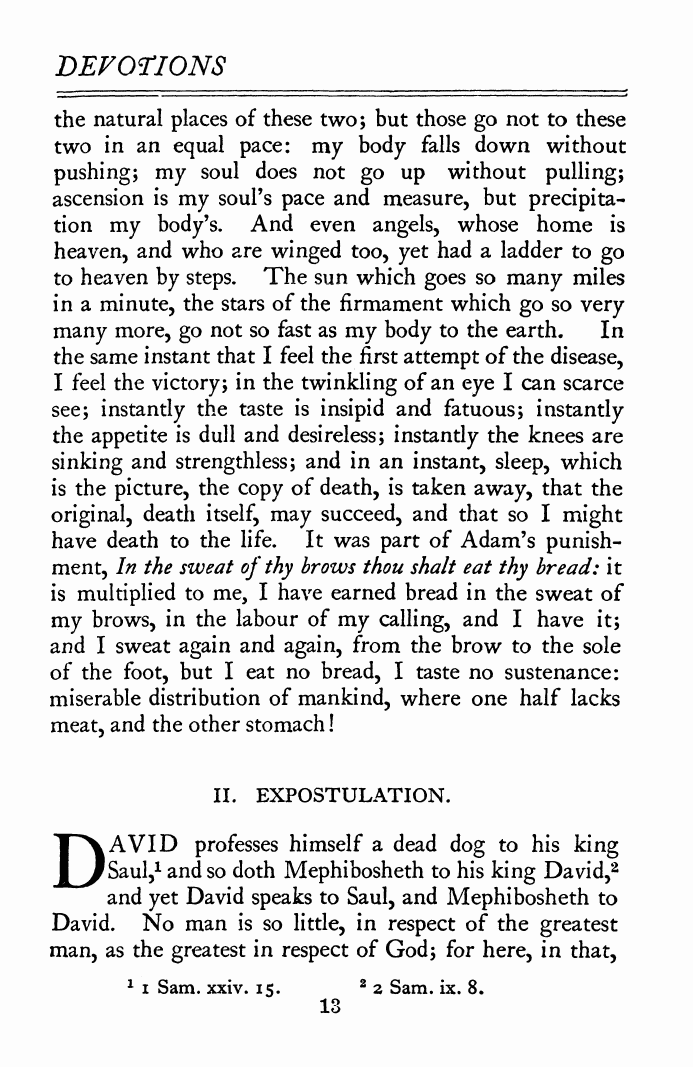 DEVOTIONS
the natural places of these two; but those go not to these
two in an equal pace: my body falls down without
pushing; my soul does not go up without pulling;
ascension is my soul's pace and measure, but precipita-
tion my body's. And even angels, whose home is
heaven, and who are winged too, yet had a ladder to go
to heaven by steps. The sun which goes so many miles
in a minute, the stars of the firmament which go so very
many more, go not so fast as my body to the earth. In
the same instant that I feel the first attempt of the disease,
I feel the victory; in the twinkling of an eye I can scarce
see; instantly the taste is insipid and fatuous; instantly
the appetite is dull and desireless; instantly the knees are
sinking and strengthless; and in an instant, sleep, which
is the picture, the copy of death, is taken away, that the
original, death itself, may succeed, and that so I might
have death to the life. It was part of Adam's punish-
ment, In the sweat of thy brows thou shalt eat thy bread: it
is multiplied to me, I have earned bread in the sweat of
my brows, in the labour of my calling, and I have it;
and I sweat again and again, from the brow to the sole
of the foot, but I eat no bread, I taste no sustenance:
miserable distribution of mankind, where one half lacks
meat, and the other stomach!
II. EXPOSTULATION.
DAVID professes himself a dead dog to his king
Saul,¹ and so doth Mephibosheth to his king David,²
and yet David speaks to Saul, and Mephibosheth to
David. No man is so little, in respect of the greatest
man, as the greatest in respect of God; for here, in that,
¹ 1 Sam. xxiv. 15. ² 2 Sam. ix. 8.
13